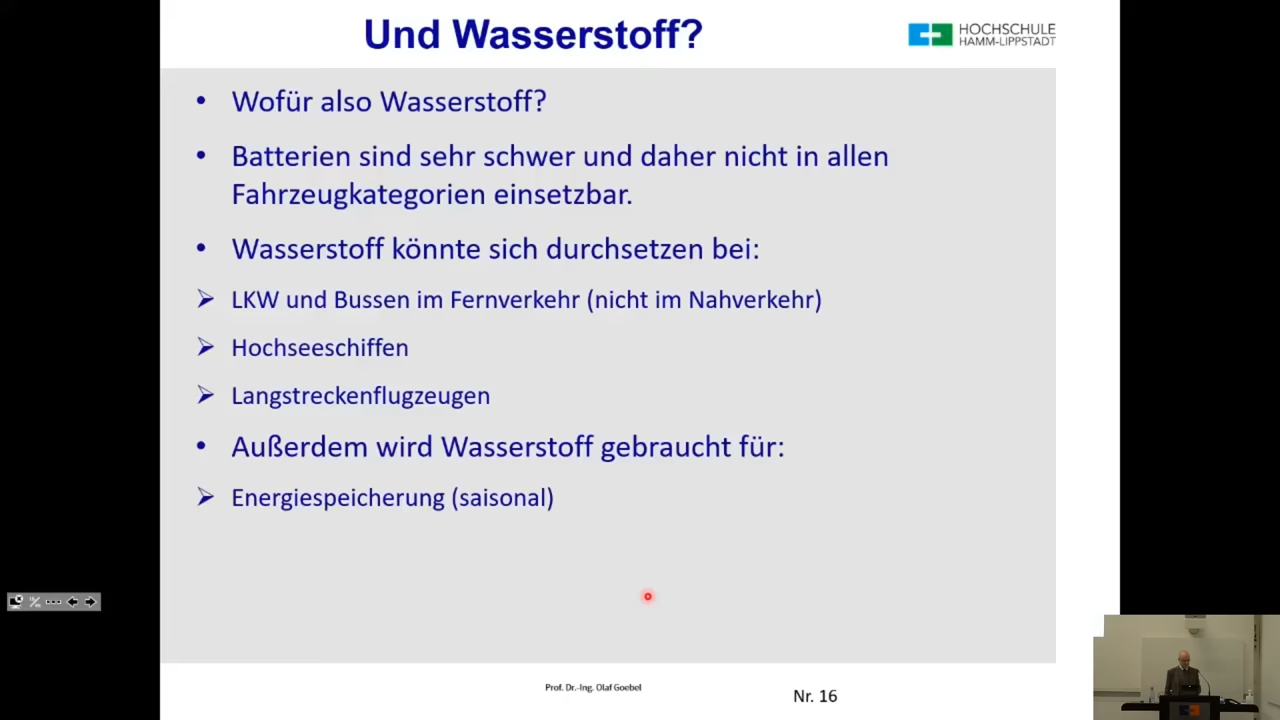 Und Wasserstoff?
HOCHSCHULE
HAMM-LIPPSTADT
• Wofür also Wasserstoff?
• Batterien sind sehr schwer und daher nicht in allen
Fahrzeugkategorien einsetzbar.
• Wasserstoff könnte sich durchsetzen bei:
➢ LKW und Bussen im Fernverkehr (nicht im Nahverkehr)
➢ Hochseeschiffen
➢ Langstreckenflugzeugen
• Außerdem wird Wasserstoff gebraucht für:
➢ Energiespeicherung (saisonal)
Prof. Dr.-Ing. Olaf Goebel
Nr. 16